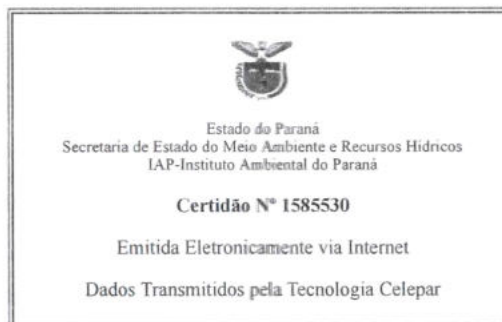 Estado do Paraná
Secretaria de Estado do Meio Ambiente e Recursos Hídricos
IAP-Instituto Ambiental do Paraná
Certidão Nº 1585530
Emitida Eletronicamente via Internet
Dados Transmitidos pela Tecnologia Celepar